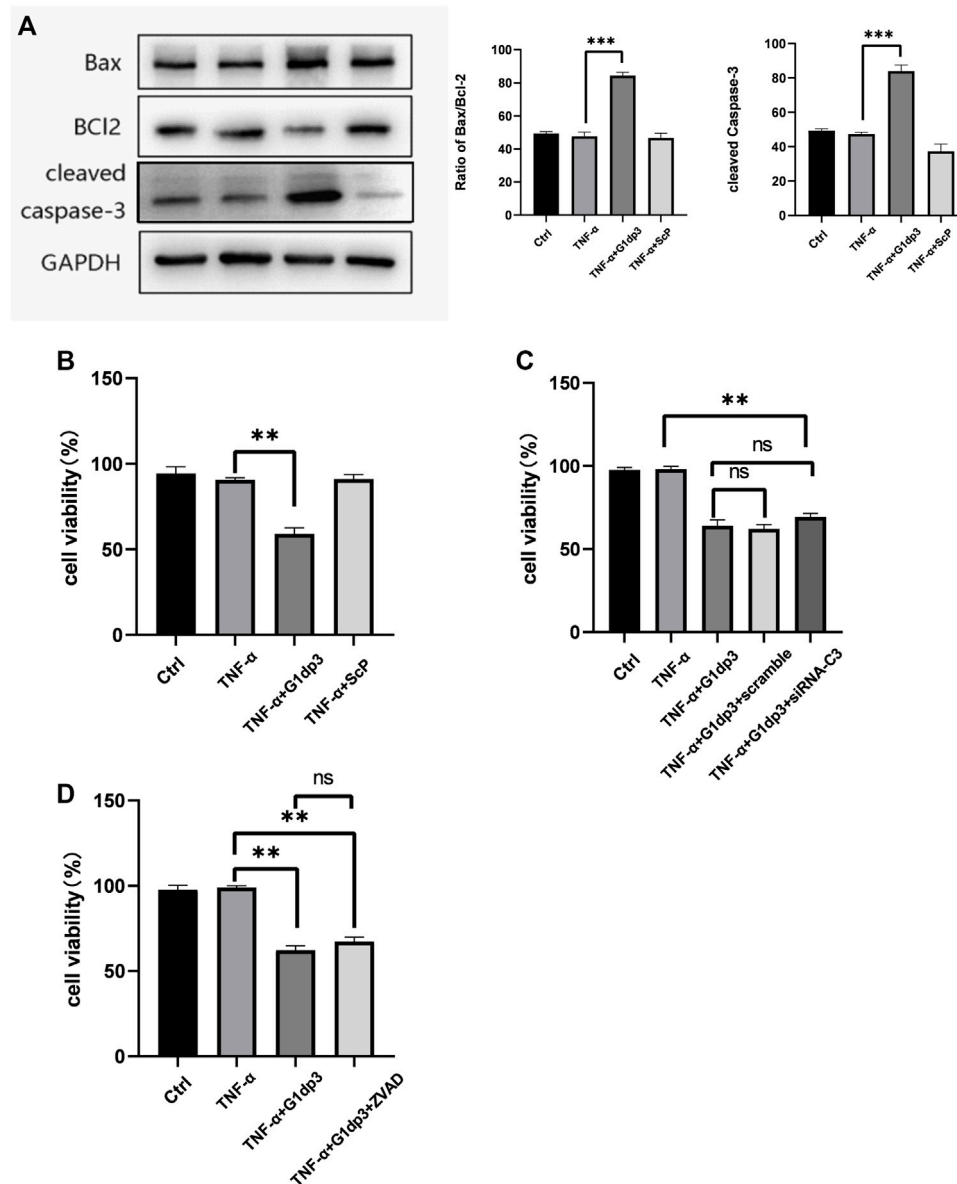 A
Bax
BCl2
cleaved
caspase-3
GAPDH
Ratio of Bax/Bcl-2
100
80
60
40
20
0
***
Ctrl
TNF-α
TNF-α+G1dp3
TNF-α+ScP
cleaved Caspase-3
100
80
60
40
20
0
***
Ctrl
TNF-α
TNF-α+G1dp3
TNF-α+ScP
B
cell viability(%)
150
100
50
0
**
Ctrl
TNF-α
TNF-α+G1dp3
TNF-α+ScP
C
cell viability(%)
150
100
50
0
**
ns
ns
Ctrl
TNF-α
TNF-α+G1dp3
TNF-α+G1dp3+scramble
TNF-α+G1dp3+siRNA-C3
D
cell viability(%)
150
100
50
0
ns
**
**
Ctrl
TNF-α
TNF-α+G1dp3
TNF-α+G1dp3+ZVAD